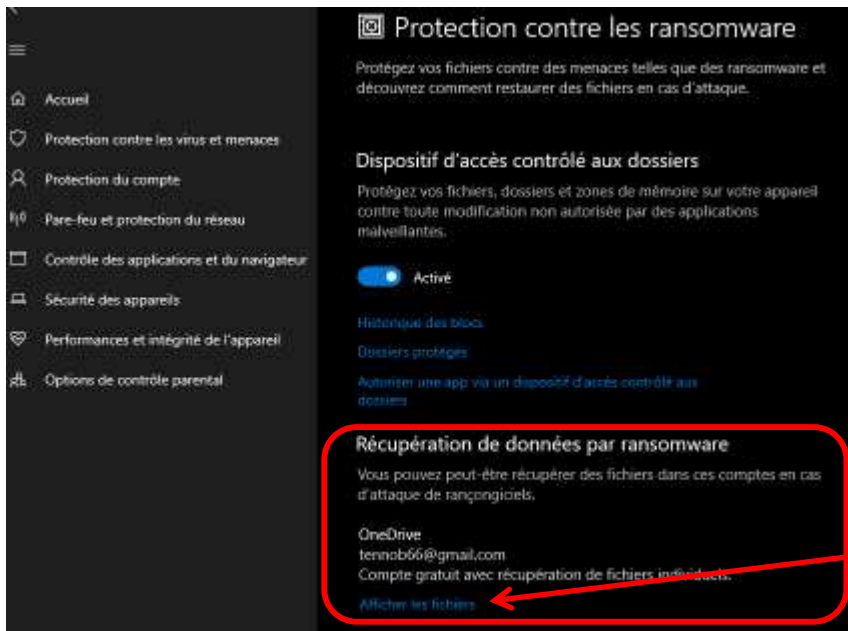 Accueil
Protection contre les virus et menaces
Protection du compte
Pare-feu et protection du réseau
Contrôle des applications et du navigateur
Sécurité des appareils
Performances et intégrité de l'appareil
Options de contrôle parental
Protection contre les ransomware
Protégez vos fichiers contre des menaces telles que des ransomware et
découvrez comment restaurer des fichiers en cas d'attaque.
Dispositif d'accès contrôlé aux dossiers
Protégez vos fichiers, dossiers et zones de mémoire sur votre appareil
contre toute modification non autorisée par des applications
malveillantes.
Activé
Historique des blocs
Dossiers protégés
Autoriser une app via un dispositif d'accès contrôlé aux
dossiers
Récupération de données par ransomware
Vous pouvez peut-être récupérer des fichiers dans ces comptes en cas
d'attaque de rançongiciels.
OneDrive
tennob66@gmail.com
Compte gratuit avec récupération de fichiers individuels.
Afficher les fichiers